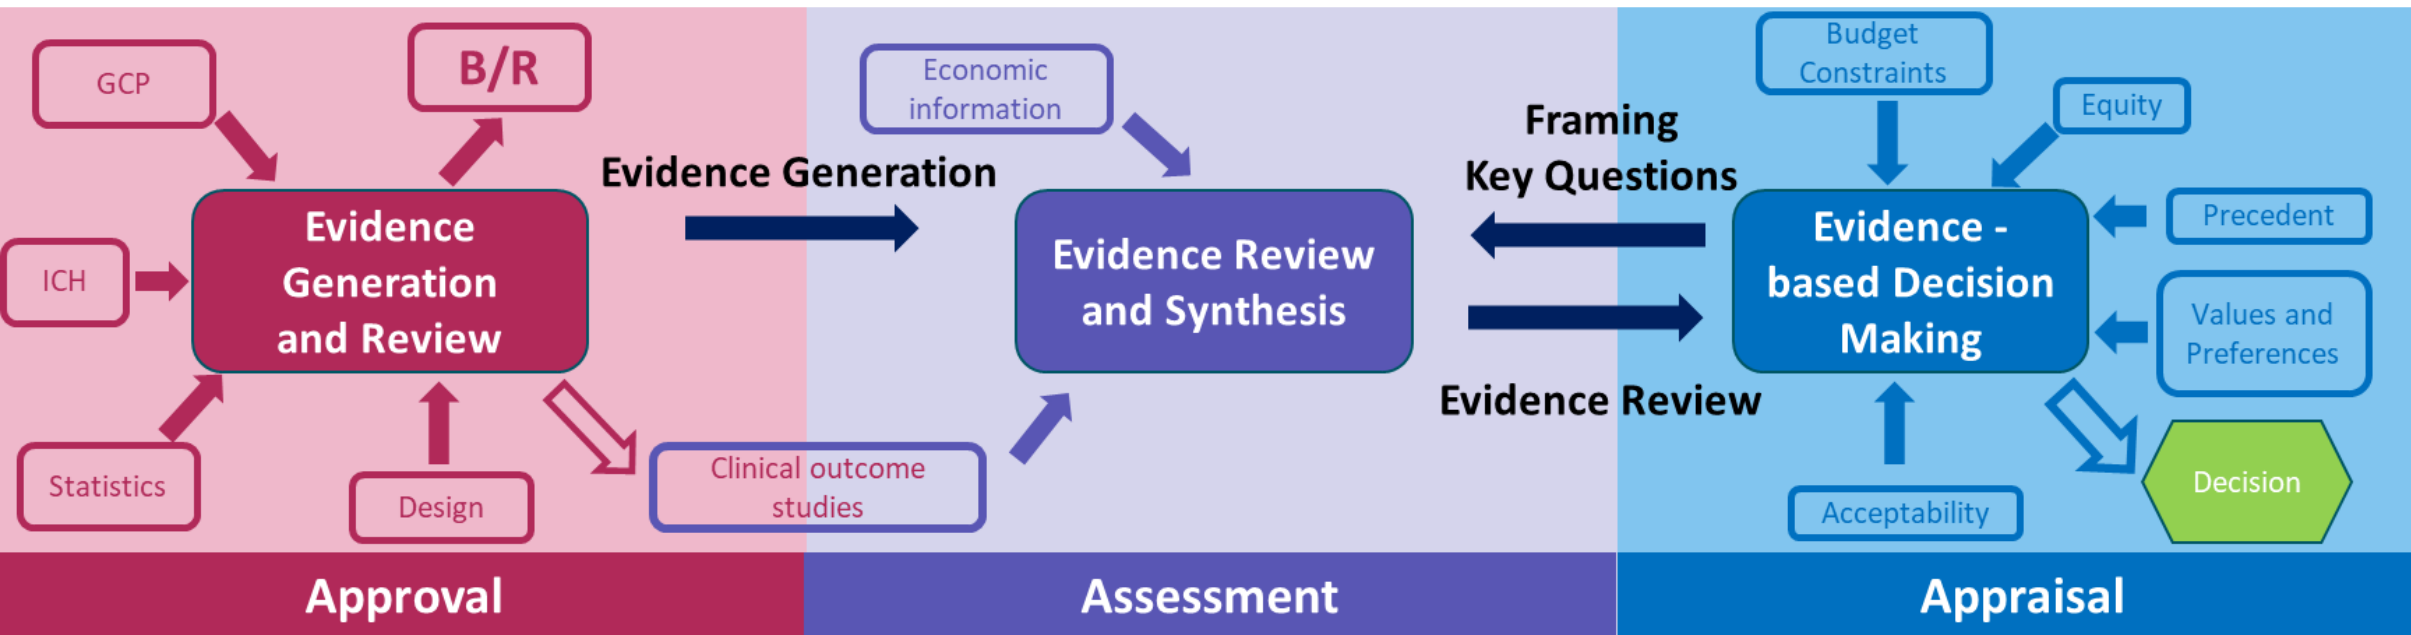 GCP
B/R
ICH
Evidence
Generation
and Review
Statistics
Design
Evidence Generation
Clinical outcome
studies
Economic
information
Evidence Review
and Synthesis
Framing
Key Questions
Evidence Review
Budget
Constraints
Equity
Precedent
Evidence -
based Decision
Making
Values and
Preferences
Acceptability
Decision
Approval
Assessment
Appraisal